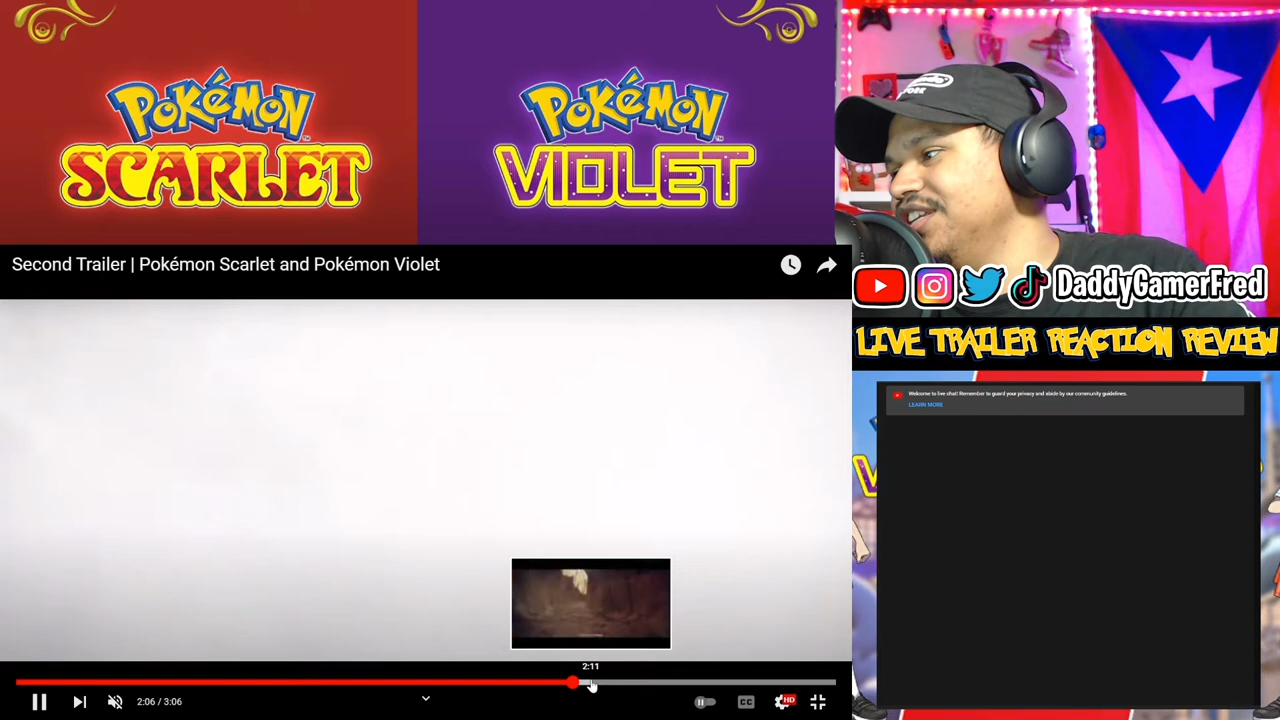 POKÉMON
SCARLET
POKÉMON
VIOLET
Second Trailer | Pokémon Scarlet and Pokémon Violet
DaddyGamerFred
LIVE TRAILER REACTION REVIEW
Welcome to live chat! Remember to guard your privacy and abide by our community guidelines.
LEARN MORE
2:11
2:06 / 3:06
CC
HD